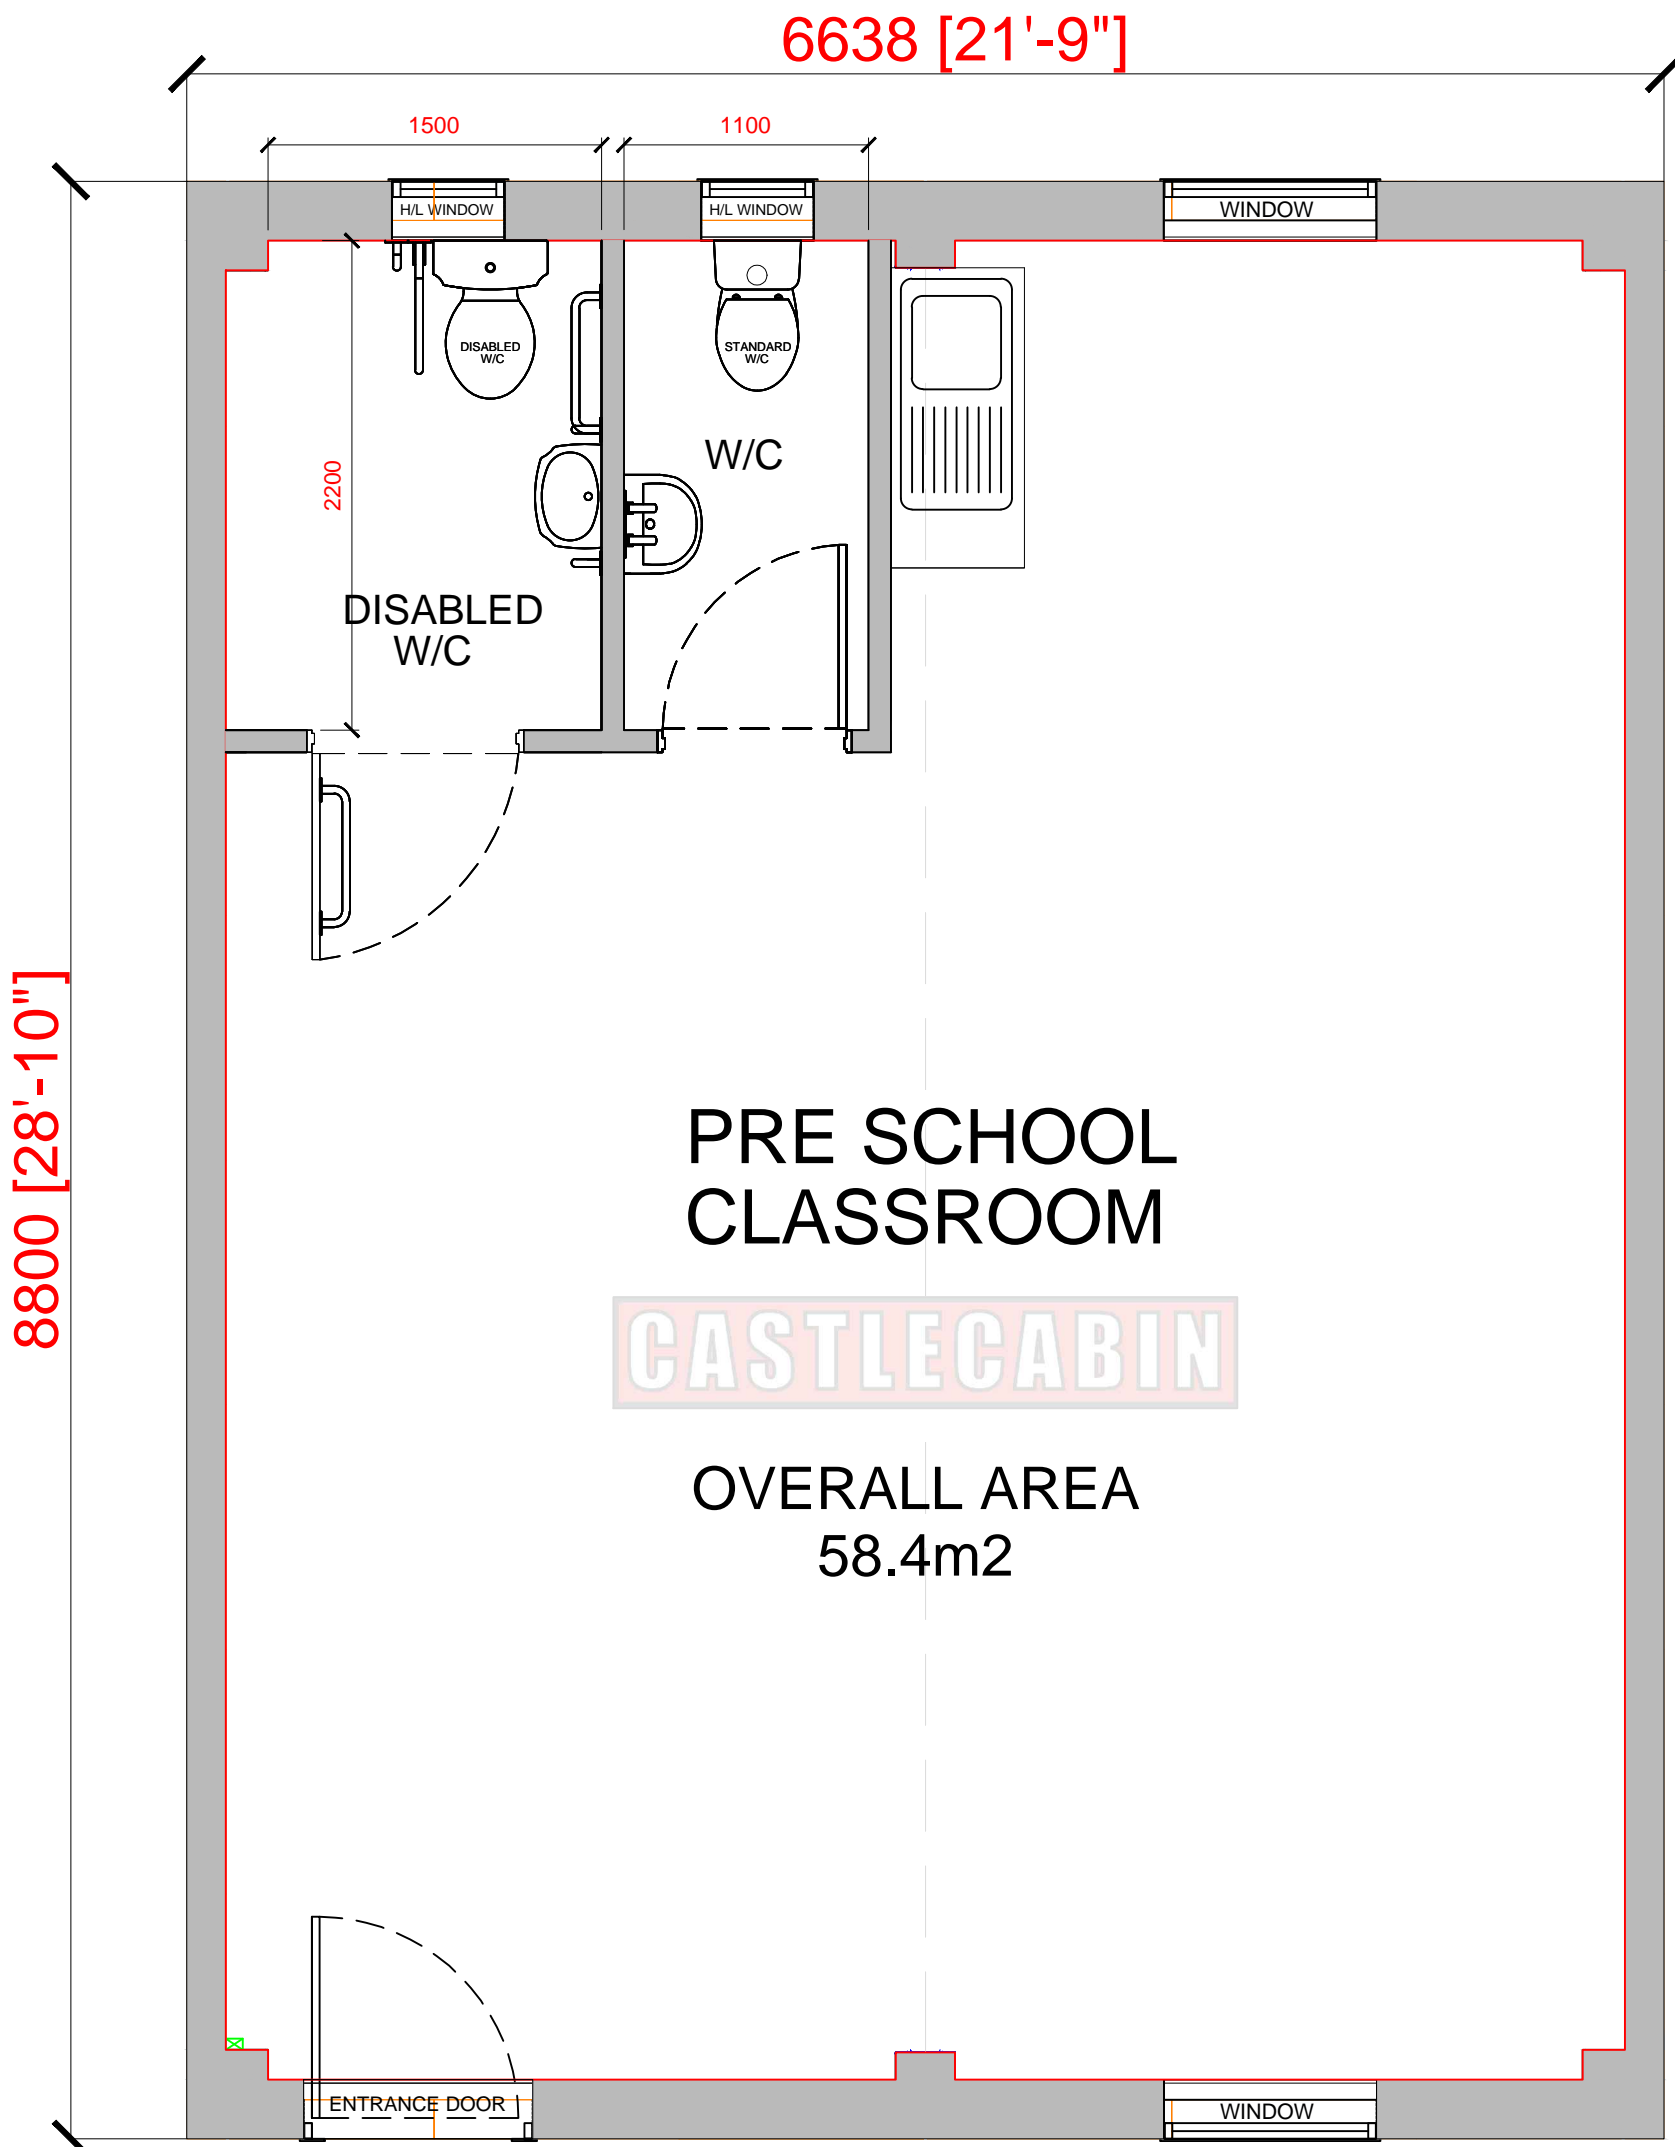 6638 [21'-9"]
1500
1100
H/L WINDOW
H/L WINDOW
WINDOW
DISABLED
W/C
STANDARD
W/C
W/C
2200
DISABLED
W/C
8800 [28'-10"]
PRE SCHOOL
CLASSROOM
CASTLECABIN
OVERALL AREA
58.4m2
ENTRANCE DOOR
WINDOW